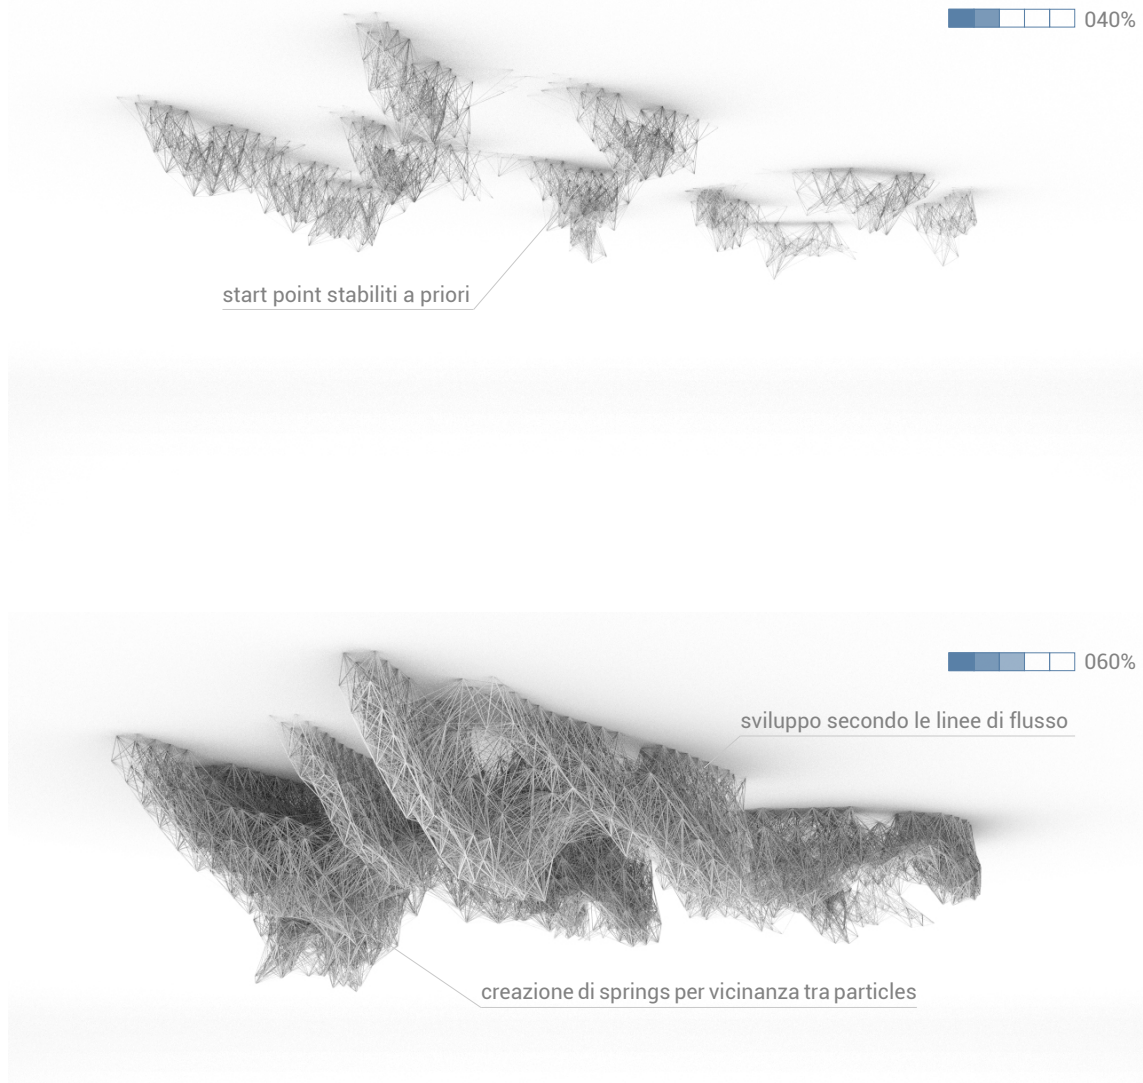 040%
start point stabiliti a priori
060%
sviluppo secondo le linee di flusso
creazione di springs per vicinanza tra particles